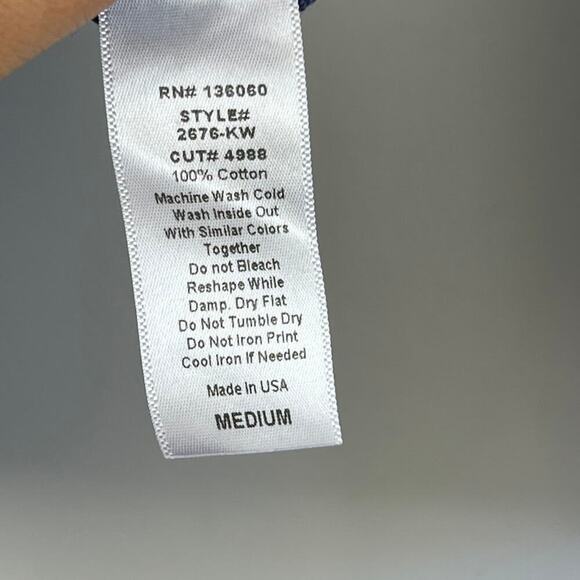 RN# 136060
STYLE#
2676-KW
CUT# 4988
100% Cotton
Machine Wash Cold
Wash Inside Out
With Similar Colors
Together
Do not Bleach
Reshape While
Damp. Dry Flat
Do Not Tumble Dry
Do Not Iron Print
Cool Iron If Needed
Made In USA
MEDIUM